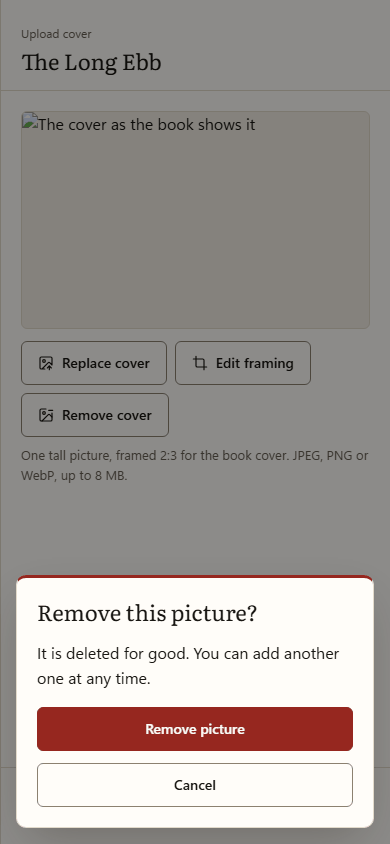 Upload cover
The Long Ebb
The cover as the book shows it
Replace cover
Edit framing
Remove cover
One tall picture, framed 2:3 for the book cover. JPEG, PNG or
WebP, up to 8 MB.
Remove this picture?
It is deleted for good. You can add another
one at any time.
Remove picture
Cancel